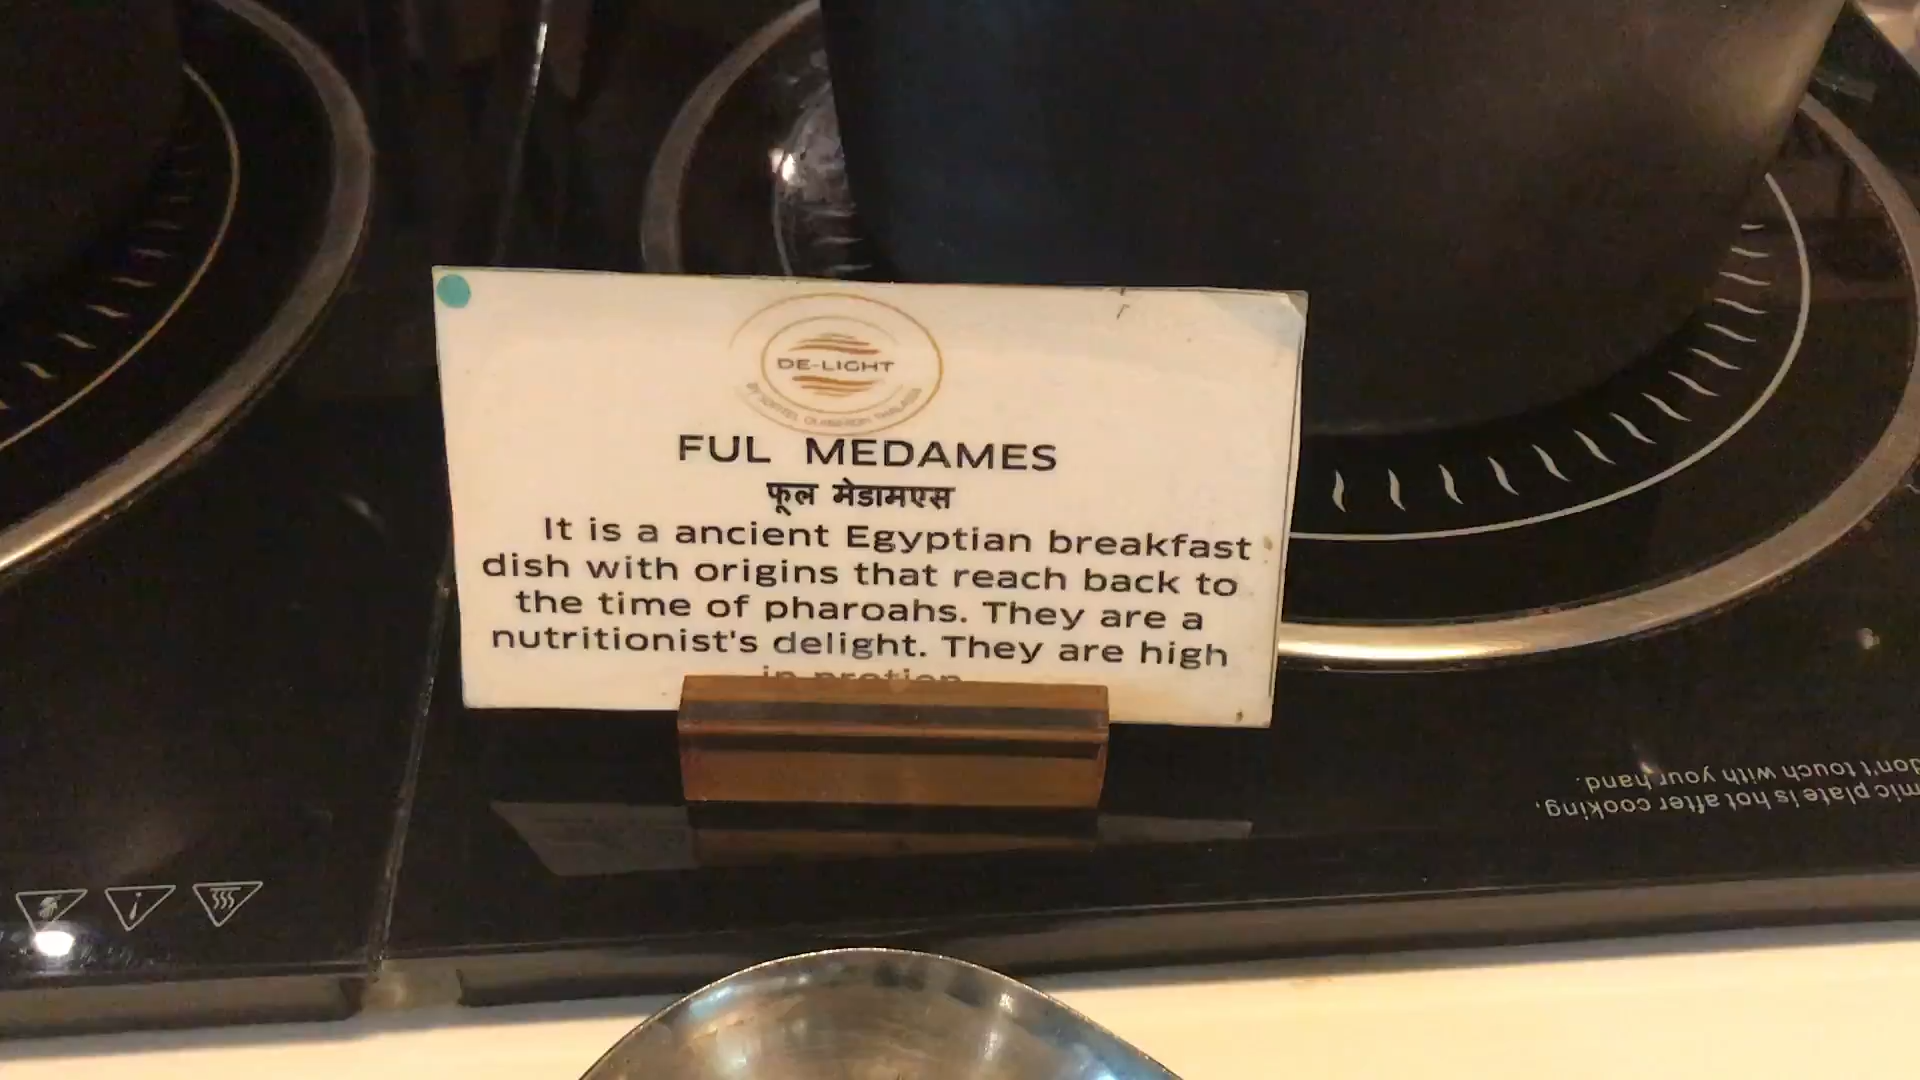 DE-LIGHT
FUL MEDAMES
फूल मेडामएस
It is a ancient Egyptian breakfast
dish with origins that reach back to
the time of pharoahs. They are a
nutritionist's delight. They are high
in protien
mic plate is hot after cooking,
don't touch with your hand.